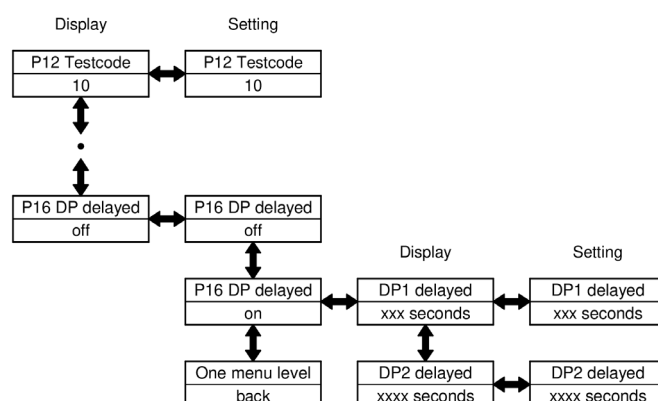 Display Setting
P12 Testcode P12 Testcode
10 10
P16 DP delayed P16 DP delayed
off off
Display Setting
P16 DP delayed DP1 delayed DP1 delayed
on xxx seconds xxx seconds
One menu level DP2 delayed DP2 delayed
back xxxx seconds xxxx seconds